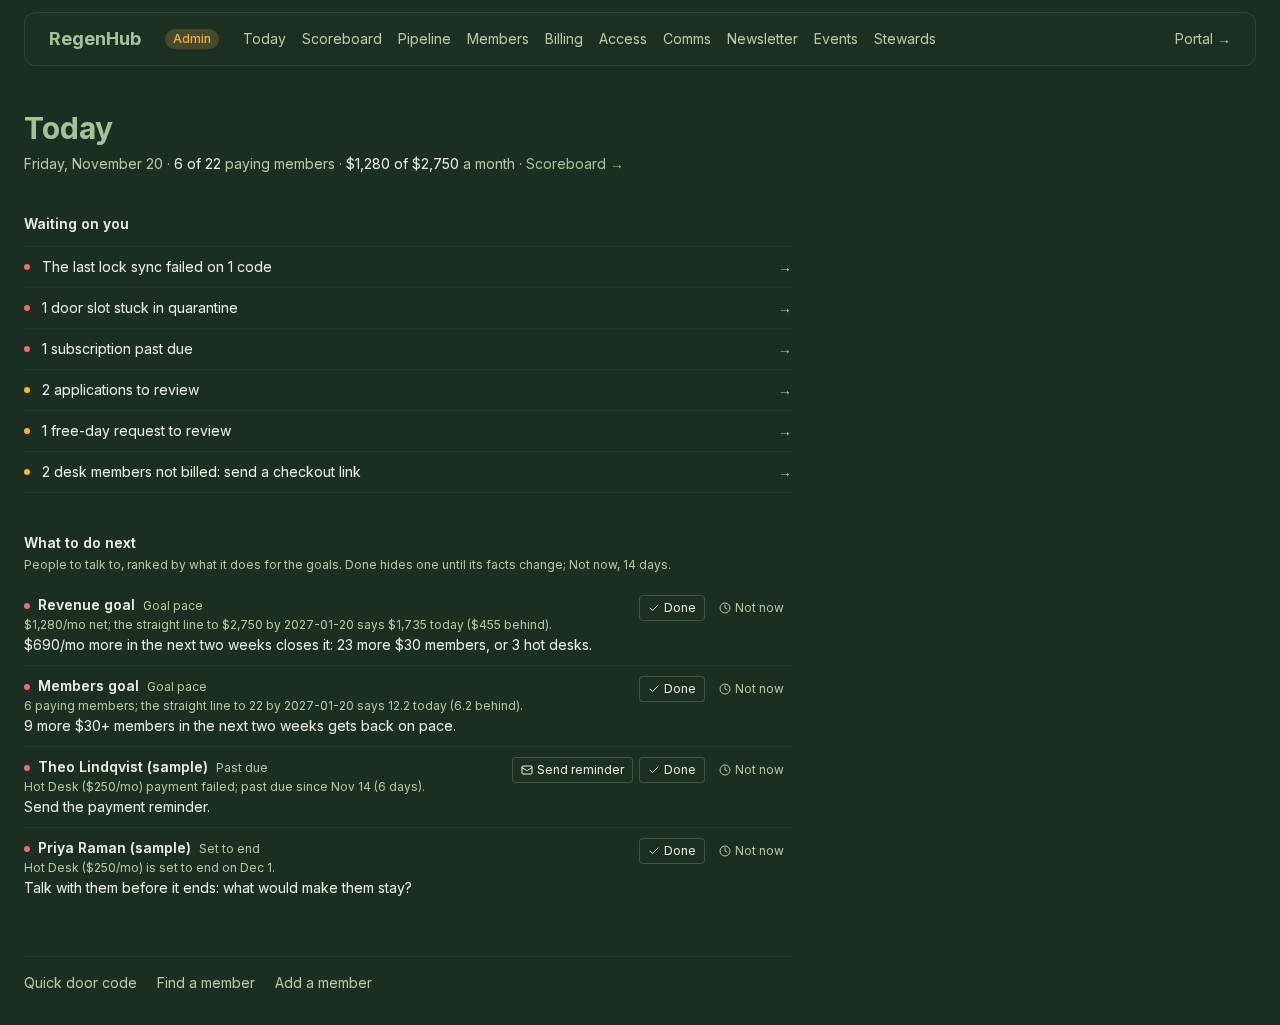 RegenHub Admin Today Scoreboard Pipeline Members Billing Access Comms Newsletter Events Stewards Portal →
Today
Friday, November 20 · 6 of 22 paying members · $1,280 of $2,750 a month · Scoreboard →
Waiting on you
The last lock sync failed on 1 code →
1 door slot stuck in quarantine →
1 subscription past due →
2 applications to review →
1 free-day request to review →
2 desk members not billed: send a checkout link →
What to do next
People to talk to, ranked by what it does for the goals. Done hides one until its facts change; Not now, 14 days.
Revenue goal Goal pace Done Not now
$1,280/mo net; the straight line to $2,750 by 2027-01-20 says $1,735 today ($455 behind).
$690/mo more in the next two weeks closes it: 23 more $30 members, or 3 hot desks.
Members goal Goal pace Done Not now
6 paying members; the straight line to 22 by 2027-01-20 says 12.2 today (6.2 behind).
9 more $30+ members in the next two weeks gets back on pace.
Theo Lindqvist (sample) Past due Send reminder Done Not now
Hot Desk ($250/mo) payment failed; past due since Nov 14 (6 days).
Send the payment reminder.
Priya Raman (sample) Set to end Done Not now
Hot Desk ($250/mo) is set to end on Dec 1.
Talk with them before it ends: what would make them stay?
Quick door code Find a member Add a member